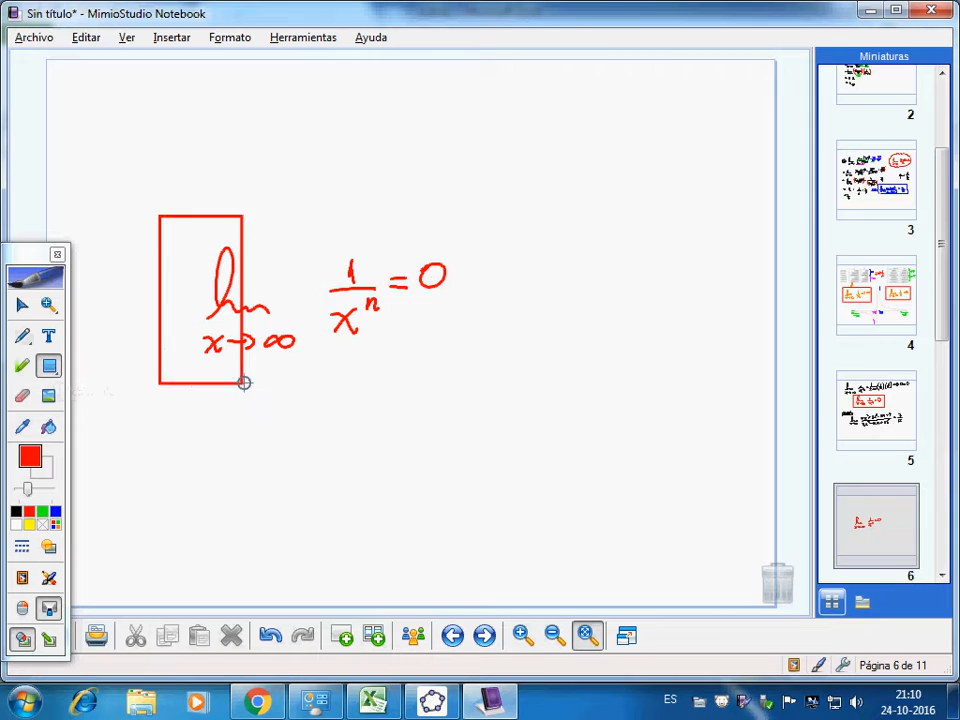 Sin título* - MimioStudio Notebook
Archivo Editar Ver Insertar Formato Herramientas Ayuda
Miniaturas
2
3
4
5
6
lim 1/x^n = 0
x→∞
T
Página 6 de 11
ES
21:10
24-10-2016